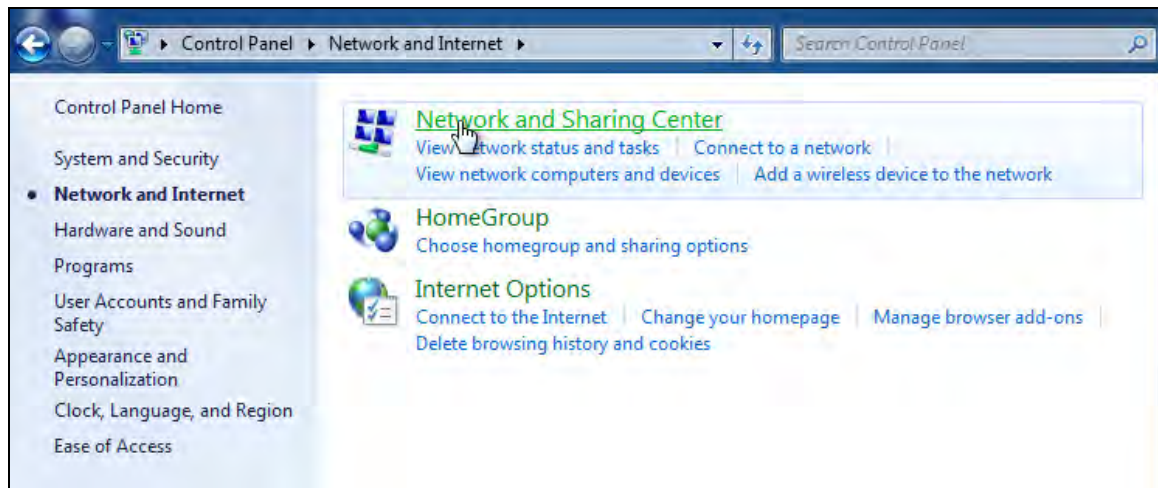 Control Panel Network and Internet Search Control Panel
Control Panel Home
System and Security
Network and Internet
Hardware and Sound
Programs
User Accounts and Family
Safety
Appearance and
Personalization
Clock, Language, and Region
Ease of Access
Network and Sharing Center
View network status and tasks Connect to a network
View network computers and devices Add a wireless device to the network
HomeGroup
Choose homegroup and sharing options
Internet Options
Connect to the Internet Change your homepage Manage browser add-ons
Delete browsing history and cookies